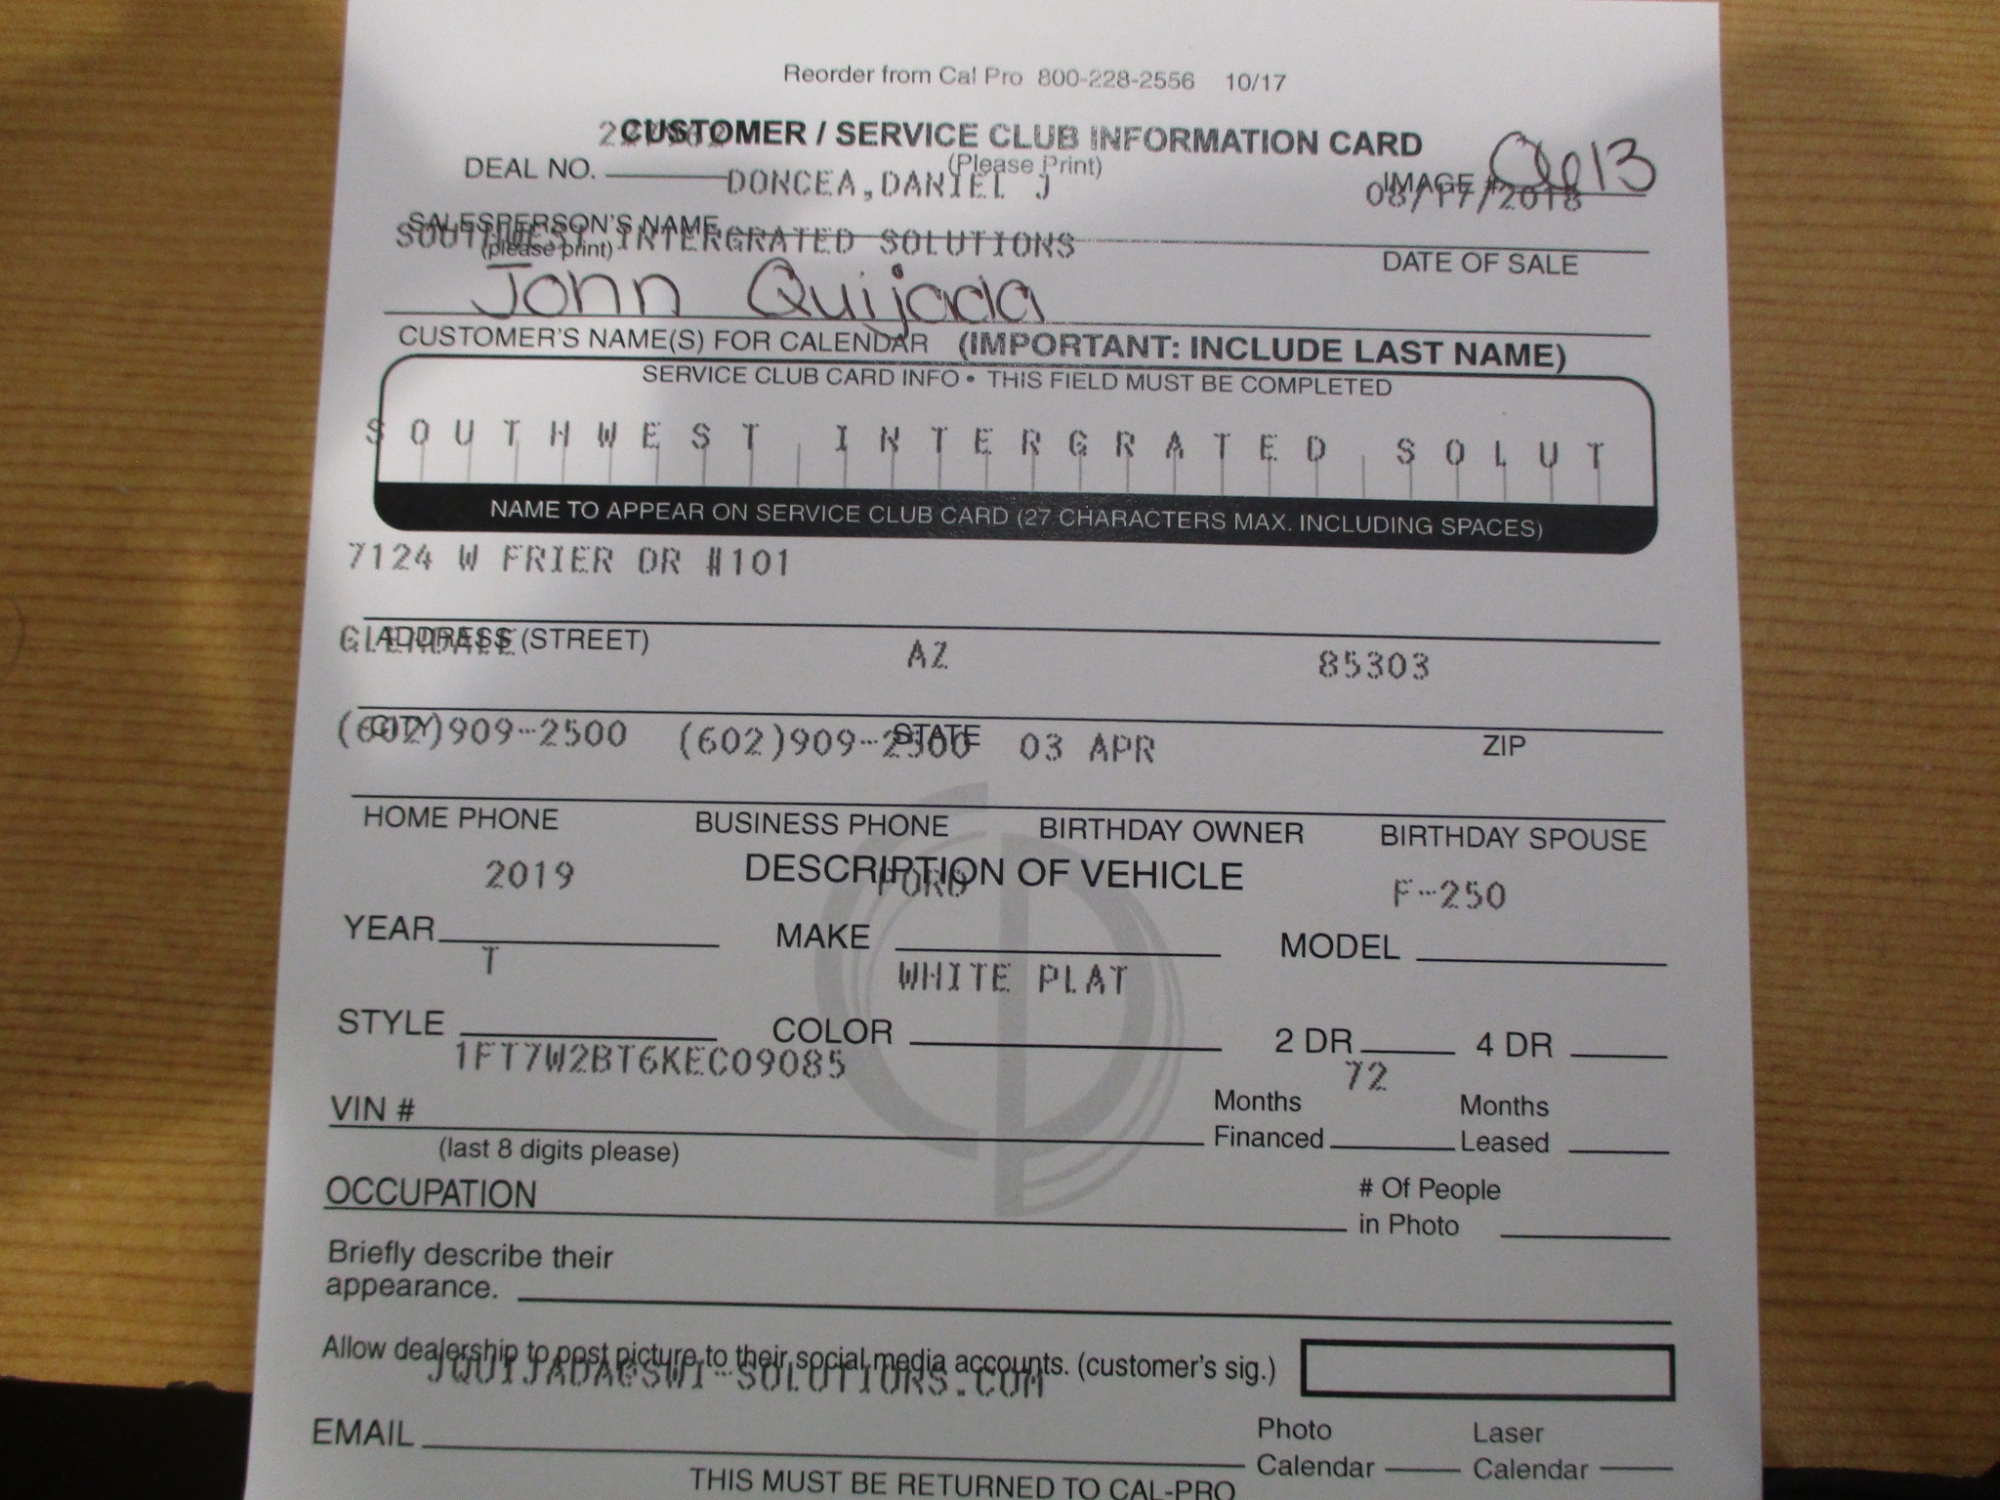 Reorder from Cal Pro 800-228-2556 10/17
CUSTOMER / SERVICE CLUB INFORMATION CARD
(Please Print)
DEAL NO. DONCEA,DANIEL J
IMAGE #
08/17/2018
SALESPERSON'S NAME
(please print)
SOUTHWEST INTERGRATED SOLUTIONS
DATE OF SALE
John Quijada
CUSTOMER'S NAME(S) FOR CALENDAR (IMPORTANT: INCLUDE LAST NAME)
SERVICE CLUB CARD INFO • THIS FIELD MUST BE COMPLETED
SOUTHWEST INTERGRATED SOLUT
NAME TO APPEAR ON SERVICE CLUB CARD (27 CHARACTERS MAX. INCLUDING SPACES)
7124 W FRIER DR #101
ADDRESS (STREET)
GLENDALE AZ 85303
CITY STATE ZIP
(602)909-2500 (602)909-2500 03 APR
HOME PHONE BUSINESS PHONE BIRTHDAY OWNER BIRTHDAY SPOUSE
DESCRIPTION OF VEHICLE
2019 FORD F-250
YEAR MAKE MODEL
T WHITE PLAT
STYLE COLOR 2 DR 4 DR
1FT7W2BT6KEC09085 72
VIN # Months Financed Months Leased
(last 8 digits please)
OCCUPATION # Of People in Photo
Briefly describe their
appearance.
Allow dealership to post picture to their social media accounts. (customer's sig.)
JQUIJADA@SWI-SOLUTIONS.COM
EMAIL Photo Calendar Laser Calendar
THIS MUST BE RETURNED TO CAL-PRO